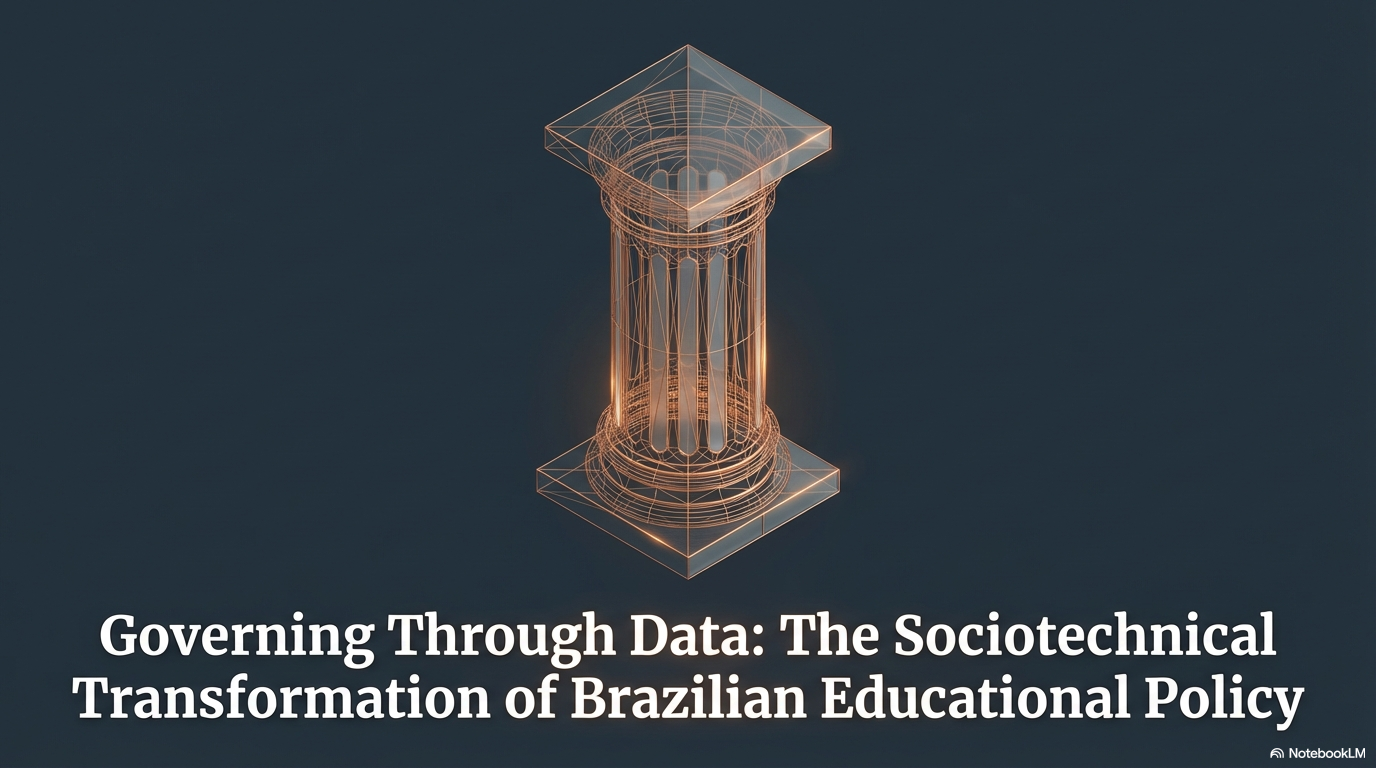 Governing Through Data: The Sociotechnical
Transformation of Brazilian Educational Policy
NotebookLM